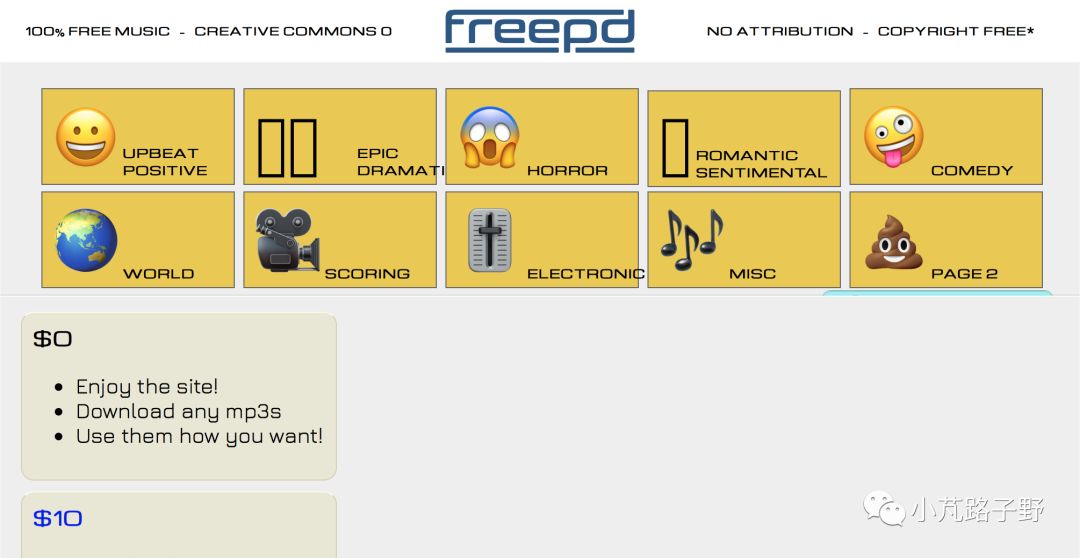 100% FREE MUSIC - CREATIVE COMMONS 0
freepd
NO ATTRIBUTION - COPYRIGHT FREE*
UPBEAT
POSITIVE
EPIC
DRAMATI
HORROR
ROMANTIC
SENTIMENTAL
COMEDY
WORLD
SCORING
ELECTRONIC
MISC
PAGE 2
$0
• Enjoy the site!
• Download any mp3s
• Use them how you want!
$10
小芃路子野